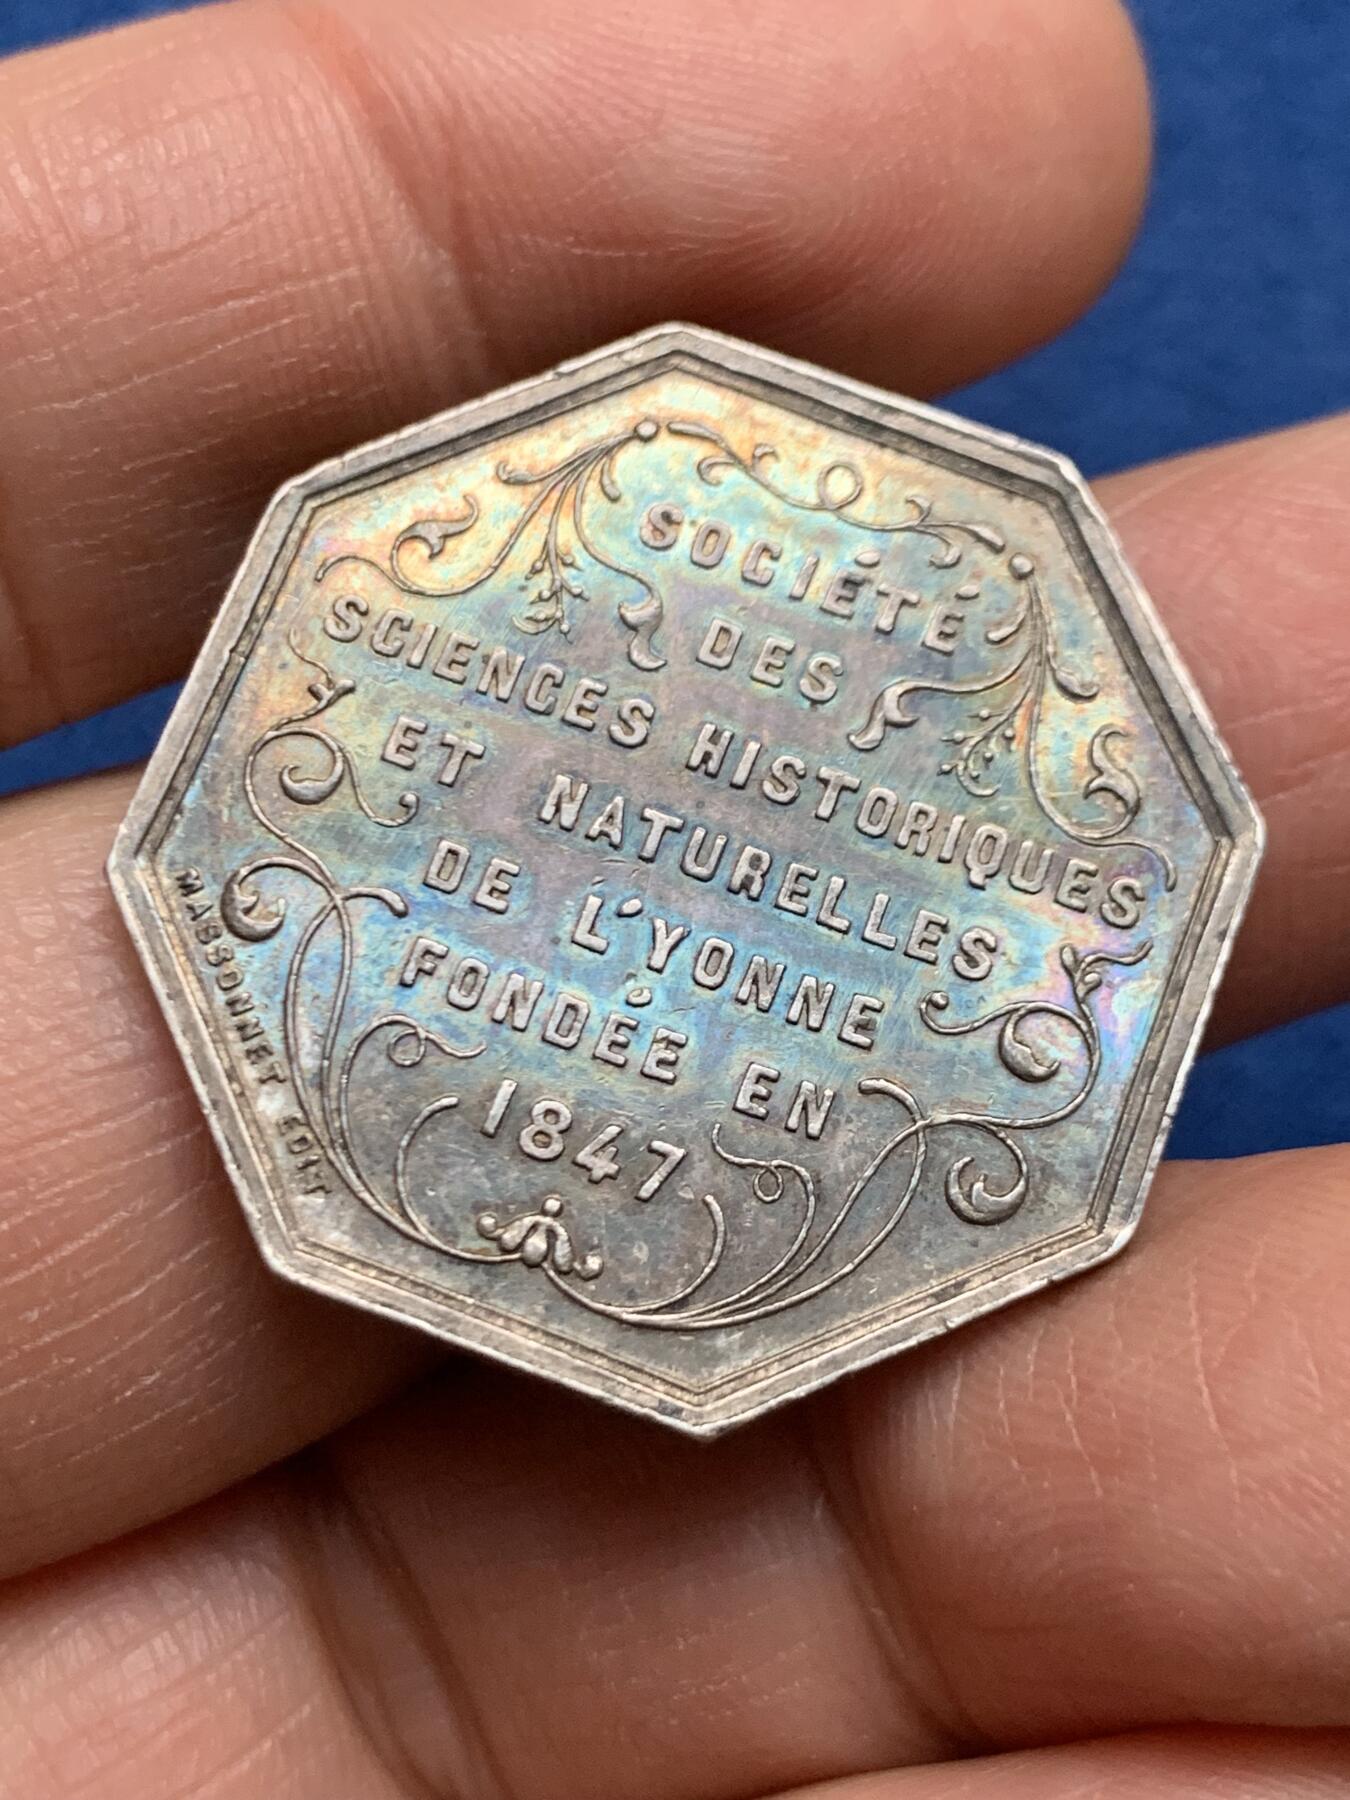 SOCIÉTÉ
DES
SCIENCES HISTORIQUES
ET NATURELLES
DE L'YONNE
FONDÉE EN
1847
MASSONNET EDIT